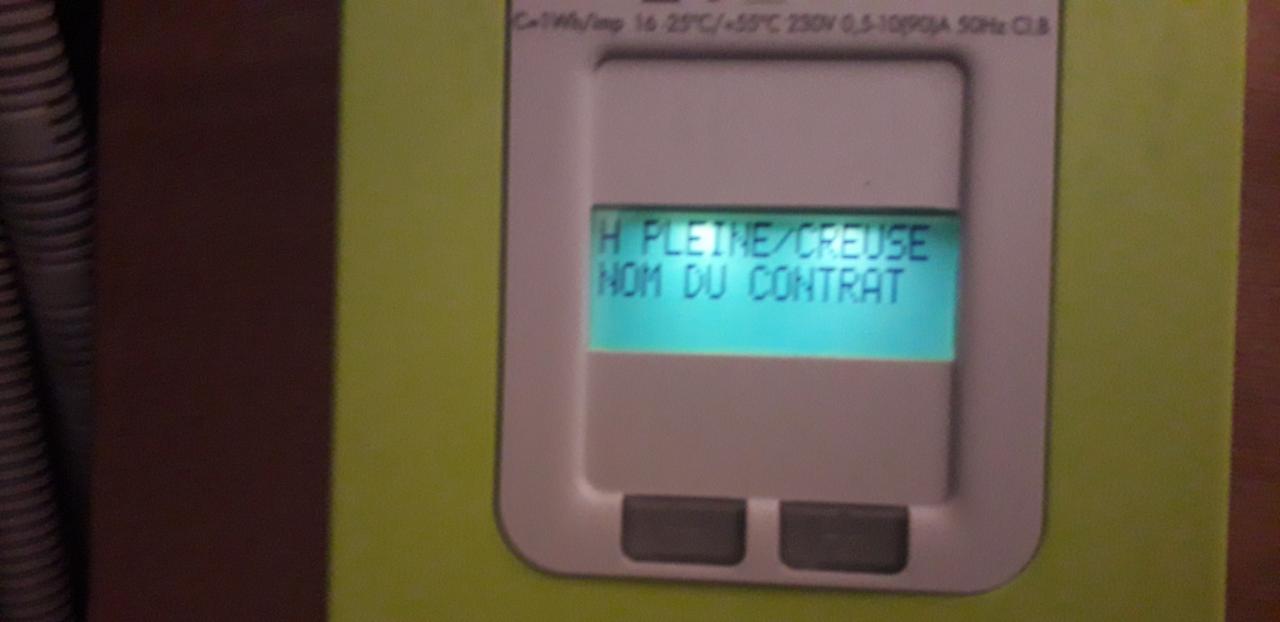 C=1Wh/imp 16 -25°C/+55°C 230V 0,5-10(90)A 50Hz Cl.B
H PLEINE/CREUSE
NOM DU CONTRAT